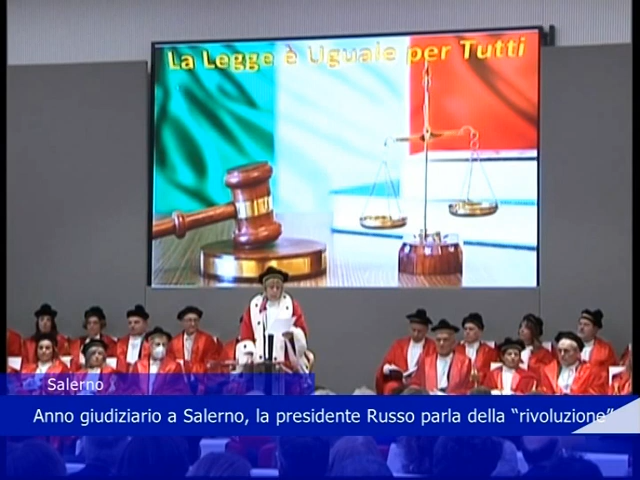 La Legge è Uguale per Tutti
Salerno
Anno giudiziario a Salerno, la presidente Russo parla della “rivoluzione”